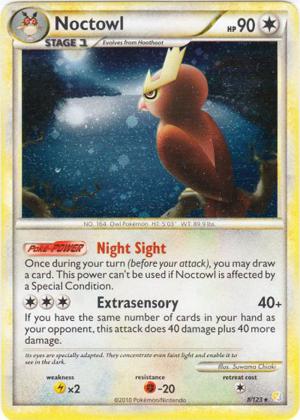 Noctowl HP 90
STAGE 1 Evolves from Hoothoot
NO. 164 Owl Pokémon HT: 5'03" WT: 89.9 lbs.
Poké-POWER Night Sight
Once during your turn (before your attack), you may draw
a card. This power can't be used if Noctowl is affected by
a Special Condition.
Extrasensory 40+
If you have the same number of cards in your hand as
your opponent, this attack does 40 damage plus 40 more
damage.
Its eyes are specially adapted. They concentrate even faint light and enable it to
see in the dark.
Illus. Suwama Chiaki
weakness resistance retreat cost
×2 -20
©2010 Pokémon/Nintendo 8/123